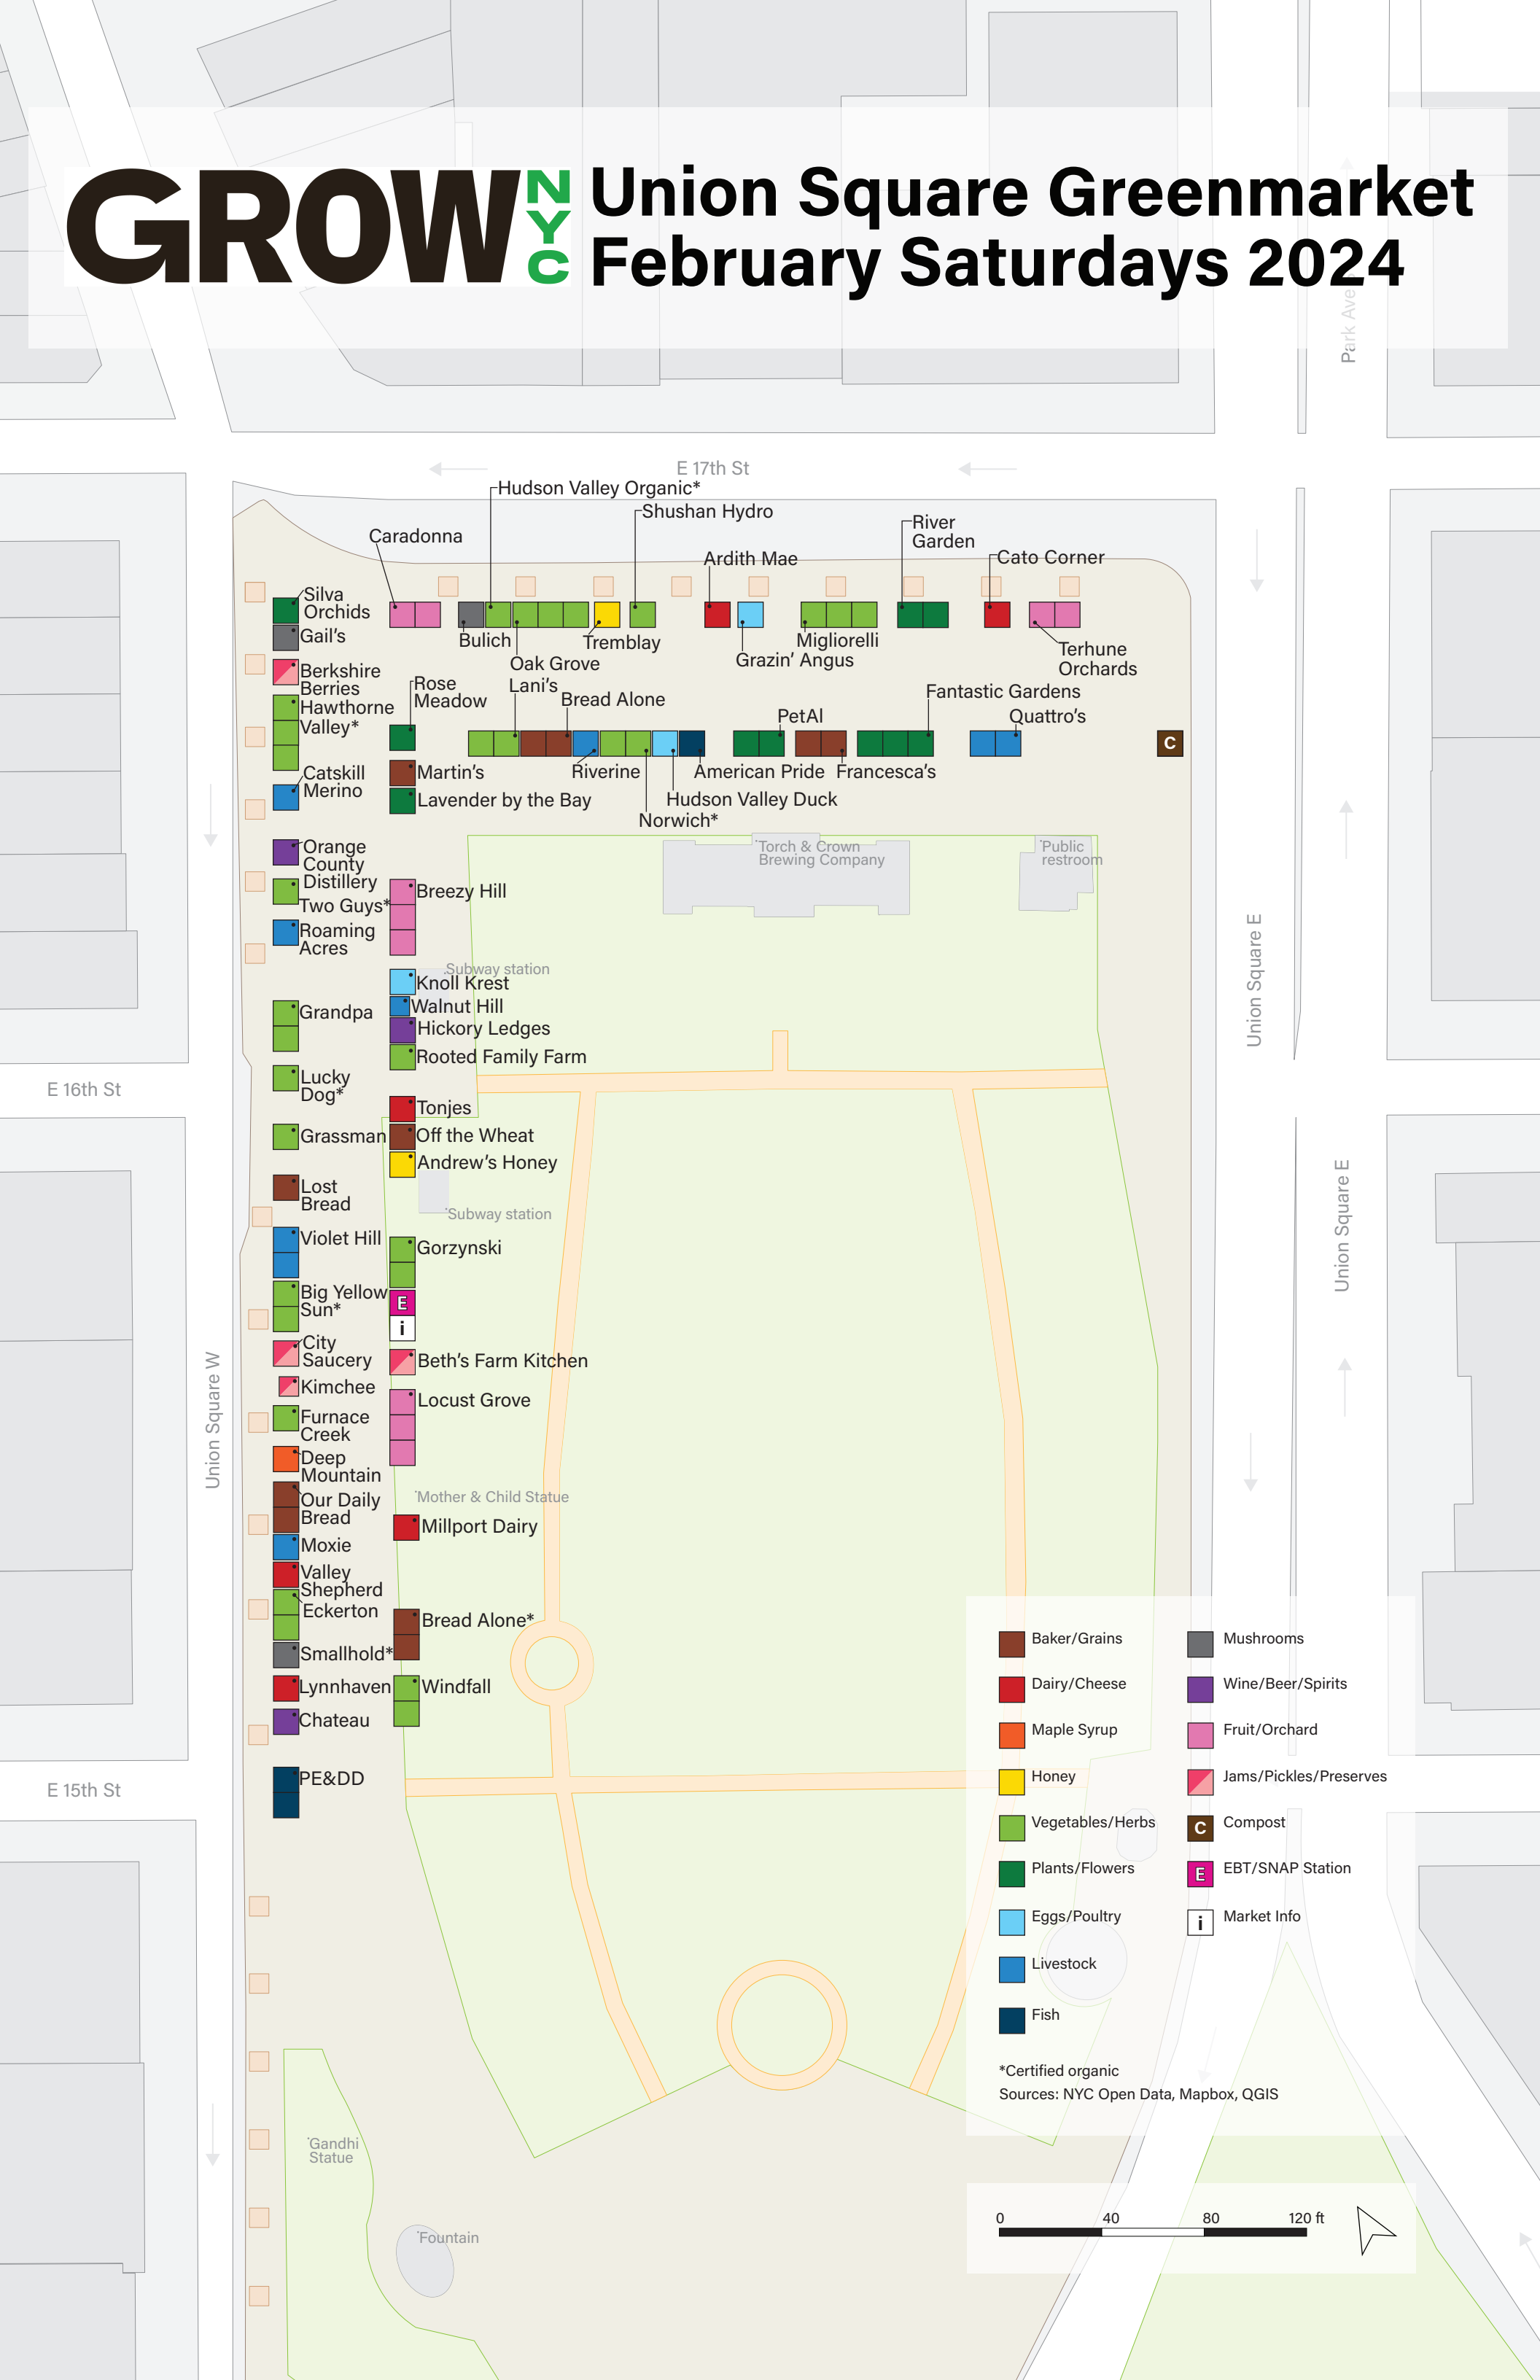 GROW NYC
Union Square Greenmarket
February Saturdays 2024
Park Ave
E 17th St
Hudson Valley Organic*
Shushan Hydro
River
Garden
Caradonna
Ardith Mae
Cato Corner
Silva
Orchids
Gail's
Bulich
Tremblay
Migliorelli
Oak Grove
Grazin' Angus
Terhune
Orchards
Berkshire
Berries
Rose
Meadow
Lani's
Bread Alone
Fantastic Gardens
Hawthorne
Valley*
PetAl
Quattro's
C
Catskill
Merino
Martin's
Riverine
American Pride
Francesca's
Lavender by the Bay
Hudson Valley Duck
Norwich*
Orange
County
Distillery
Torch & Crown
Brewing Company
Public
restroom
Two Guys*
Breezy Hill
Roaming
Acres
Subway station
Knoll Krest
Walnut Hill
Grandpa
Hickory Ledges
Rooted Family Farm
Union Square E
E 16th St
Lucky
Dog*
Tonjes
Grassman
Off the Wheat
Andrew's Honey
Lost
Bread
Subway station
Violet Hill
Gorzynski
Union Square E
Big Yellow
Sun*
E
i
City
Saucery
Beth's Farm Kitchen
Kimchee
Locust Grove
Union Square W
Furnace
Creek
Deep
Mountain
Our Daily
Bread
Mother & Child Statue
Millport Dairy
Moxie
Valley
Shepherd
Eckerton
Bread Alone*
Smallhold*
Lynnhaven
Windfall
Chateau
PE&DD
E 15th St
Baker/Grains
Dairy/Cheese
Maple Syrup
Honey
Vegetables/Herbs
Plants/Flowers
Eggs/Poultry
Livestock
Fish
Mushrooms
Wine/Beer/Spirits
Fruit/Orchard
Jams/Pickles/Preserves
C Compost
E EBT/SNAP Station
i Market Info
*Certified organic
Sources: NYC Open Data, Mapbox, QGIS
Gandhi
Statue
Fountain
0 40 80 120 ft